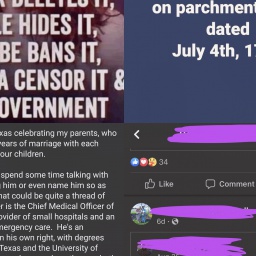 E HIDES IT,
BE BANS IT,
A CENSOR IT &
OVERNMENT
on parchment
dated
July 4th, 1
xas celebrating my parents, who
years of marriage with each
our children.
spend some time talking with
him or even name him so as
hat could be quite a thread of
er is the Chief Medical Officer of
ovider of small hospitals and an
mergency care. He's an
n his own right, with degrees
Texas and the University of
34
Like
Comment
6d